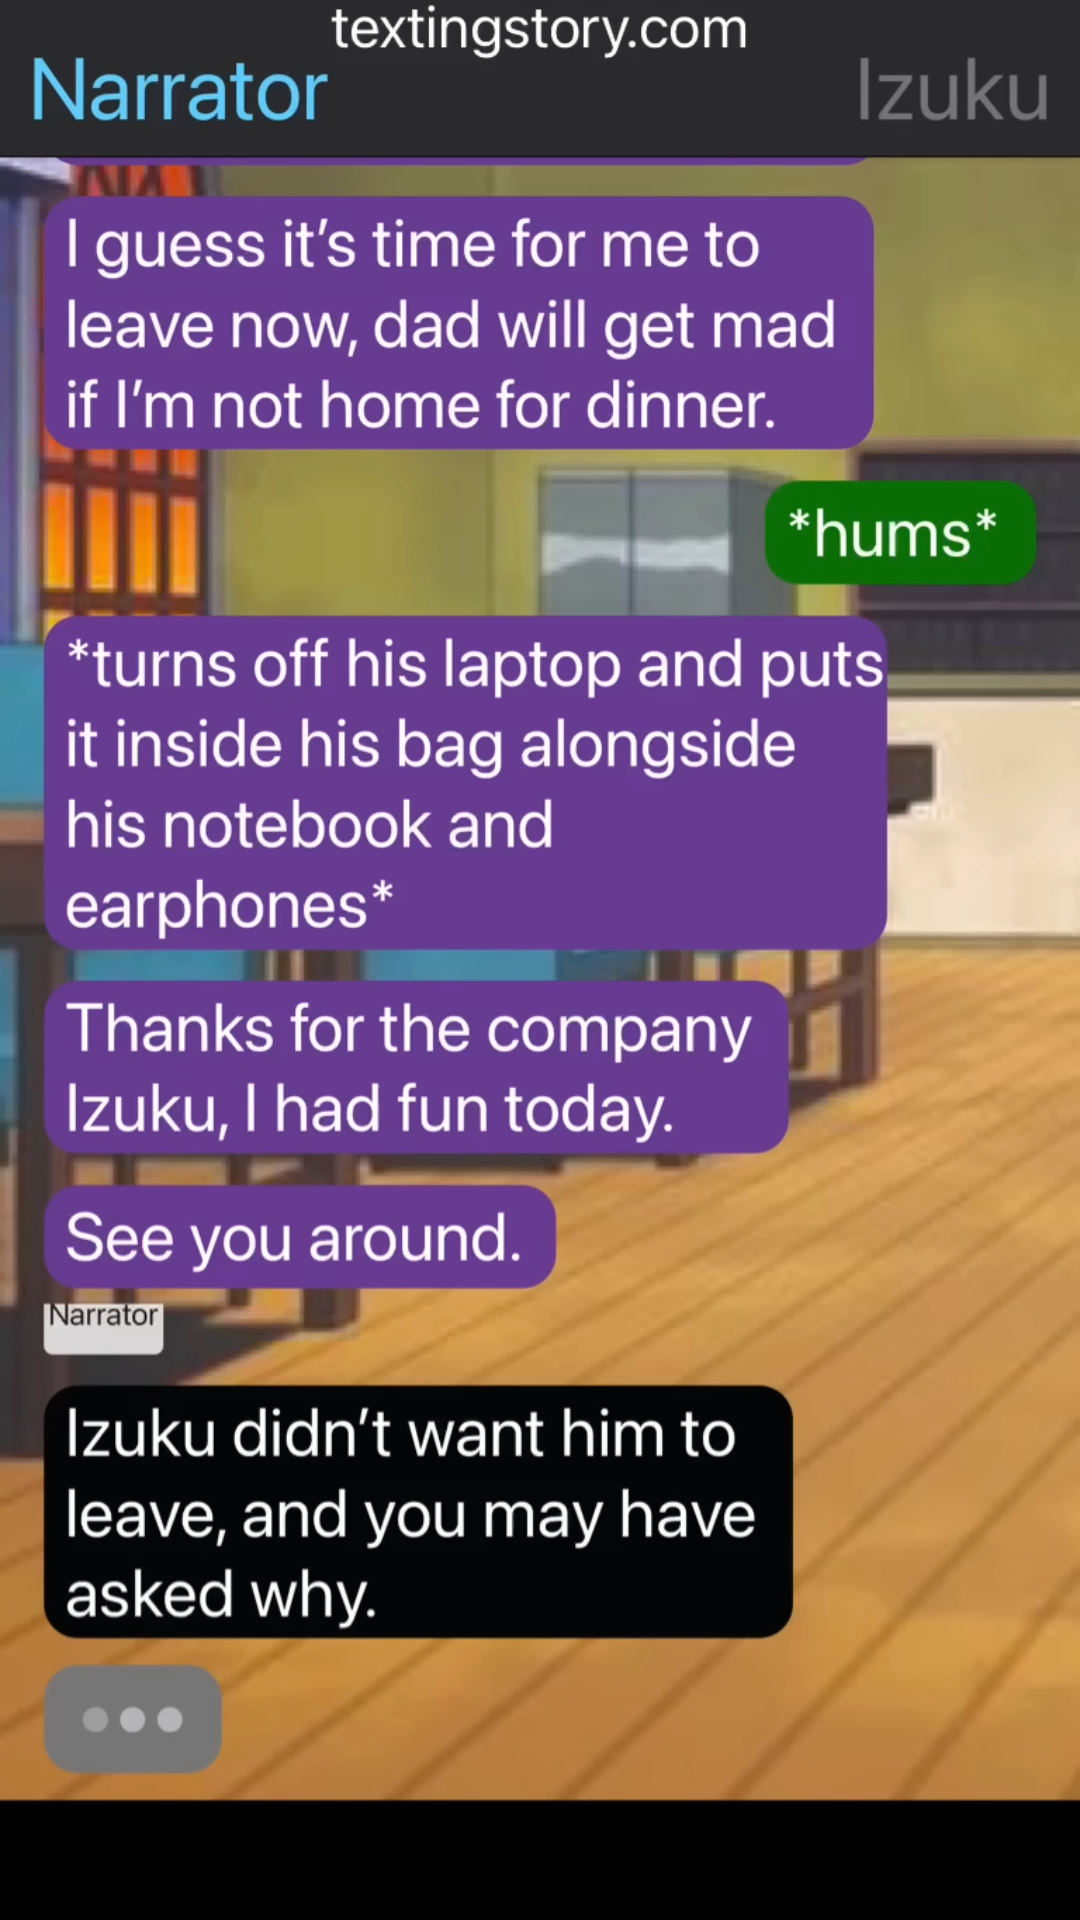 textingstory.com
Narrator
Izuku
I guess it’s time for me to
leave now, dad will get mad
if I’m not home for dinner.
*hums*
*turns off his laptop and puts
it inside his bag alongside
his notebook and
earphones*
Thanks for the company
Izuku, I had fun today.
See you around.
Narrator
Izuku didn’t want him to
leave, and you may have
asked why.